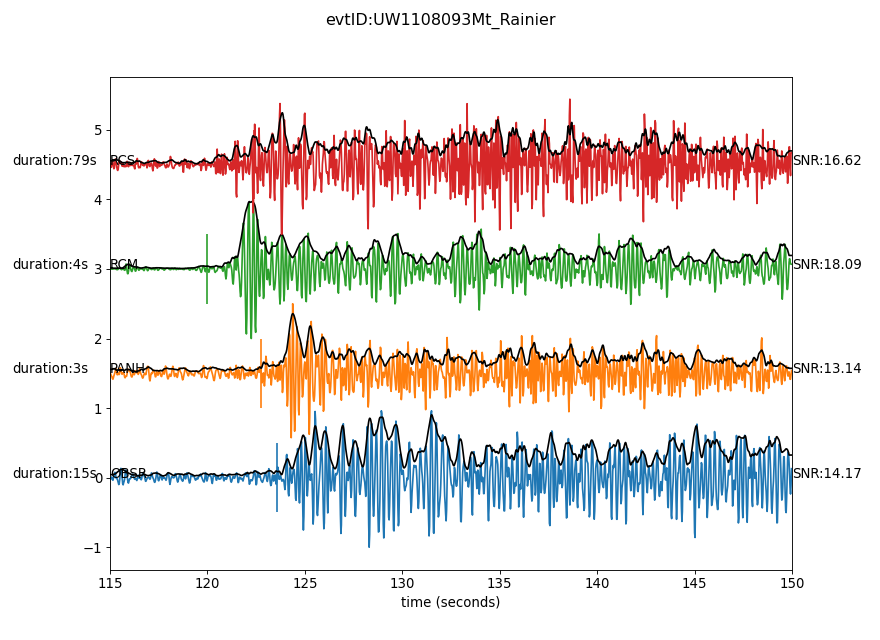 evtID:UW1108093Mt_Rainier
5
duration:79s RCS SNR:16.62
4
duration:4s 3 RCM SNR:18.09
2
duration:3s PANH SNR:13.14
1
duration:15s 0 OBSR SNR:14.17
−1
115 120 125 130 135 140 145 150
time (seconds)